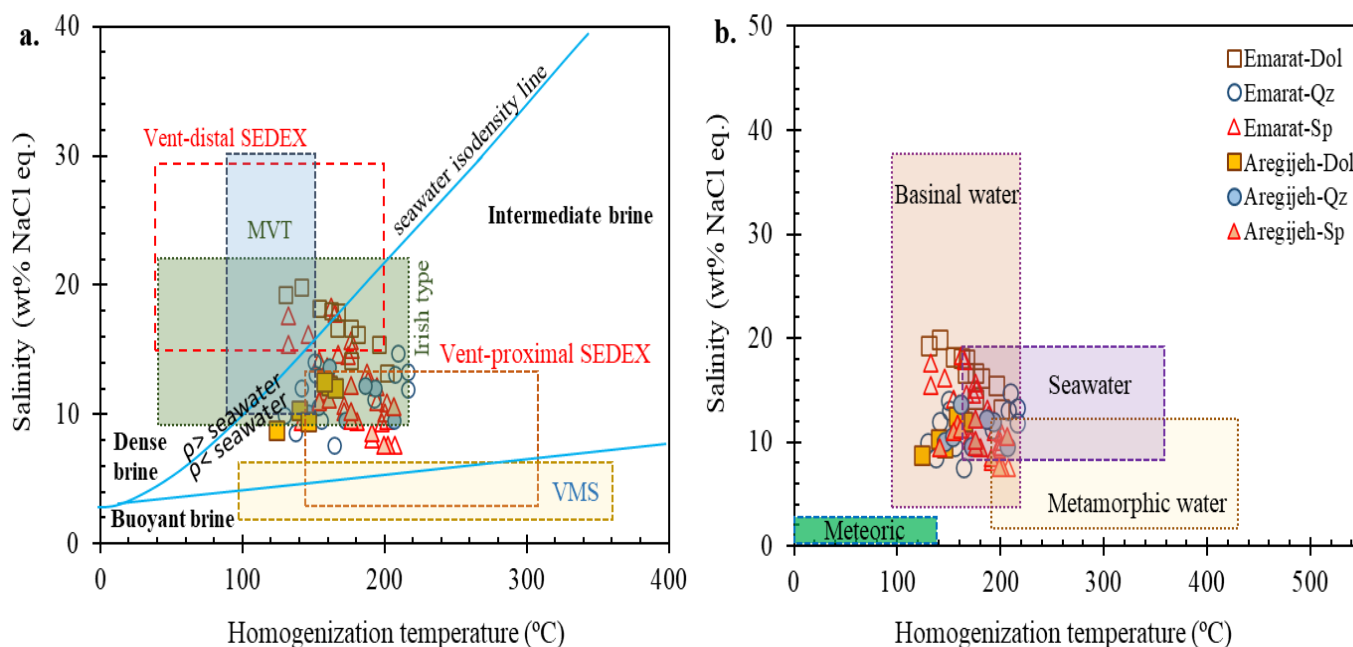 a.
40
30
20
10
0
0
100
200
300
400
Salinity (wt% NaCl eq.)
Homogenization temperature (ºC)
Vent-distal SEDEX
MVT
seawater isodensity line
Intermediate brine
Irish type
Vent-proximal SEDEX
ρ> seawater
ρ< seawater
Dense
brine
VMS
Buoyant brine
b.
50
40
30
20
10
0
0
100
200
300
400
500
Salinity (wt% NaCl eq.)
Homogenization temperature (ºC)
Emarat-Dol
Emarat-Qz
Emarat-Sp
Aregijeh-Dol
Aregijeh-Qz
Aregijeh-Sp
Basinal water
Seawater
Metamorphic water
Meteoric